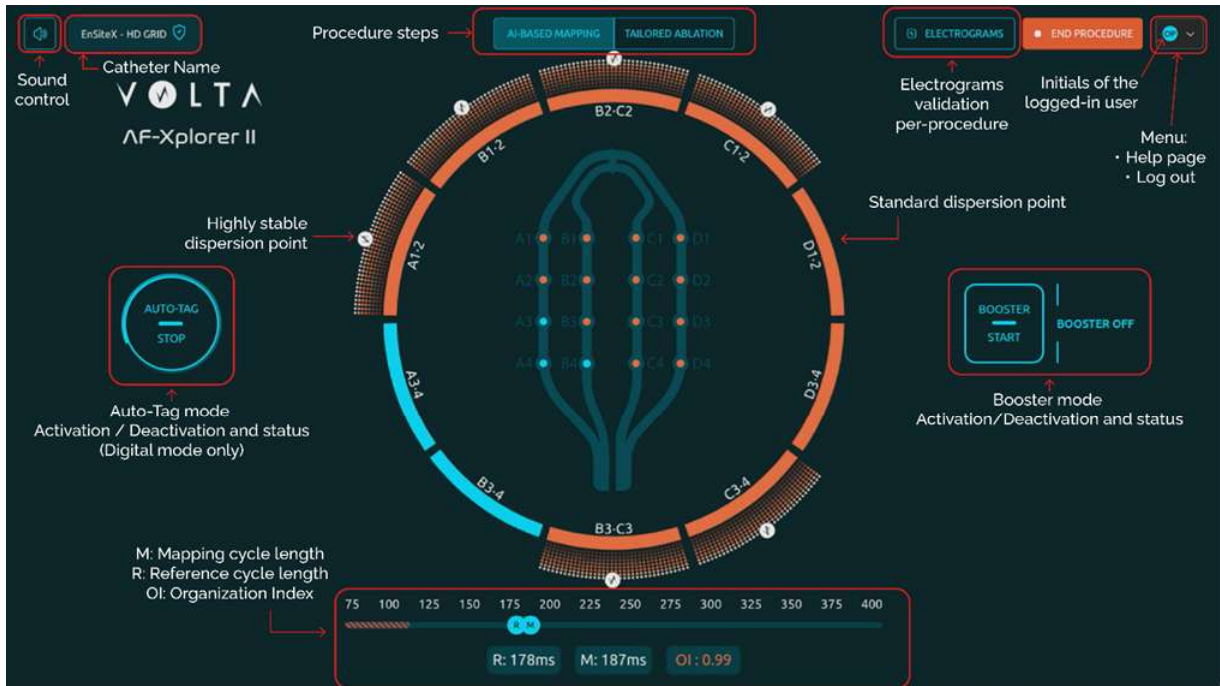 EnSiteX - HD GRID
Procedure steps
AI-BASED MAPPING
TAILORED ABLATION
ELECTROGRAMS
END PROCEDURE
OP
Sound
control
Catheter Name
VOLTA
AF-Xplorer II
Electrograms
validation
per-procedure
Initials of the
logged-in user
Menu:
• Help page
• Log out
B2-C2
B1-2
C1-2
Highly stable
dispersion point
Standard dispersion point
A1-2
D1-2
A1 B1 C1 D1
A2 B2 C2 D2
A3 B3 C3 D3
A4 B4 C4 D4
AUTO-TAG
STOP
BOOSTER
START
BOOSTER OFF
A3-4
D3-4
Auto-Tag mode
Activation / Deactivation and status
(Digital mode only)
Booster mode
Activation/Deactivation and status
B3-4
C3-4
B3-C3
M: Mapping cycle length
R: Reference cycle length
OI: Organization Index
75 100 125 150 175 200 225 250 275 300 325 350 375 400
R M
R: 178ms
M: 187ms
OI : 0.99